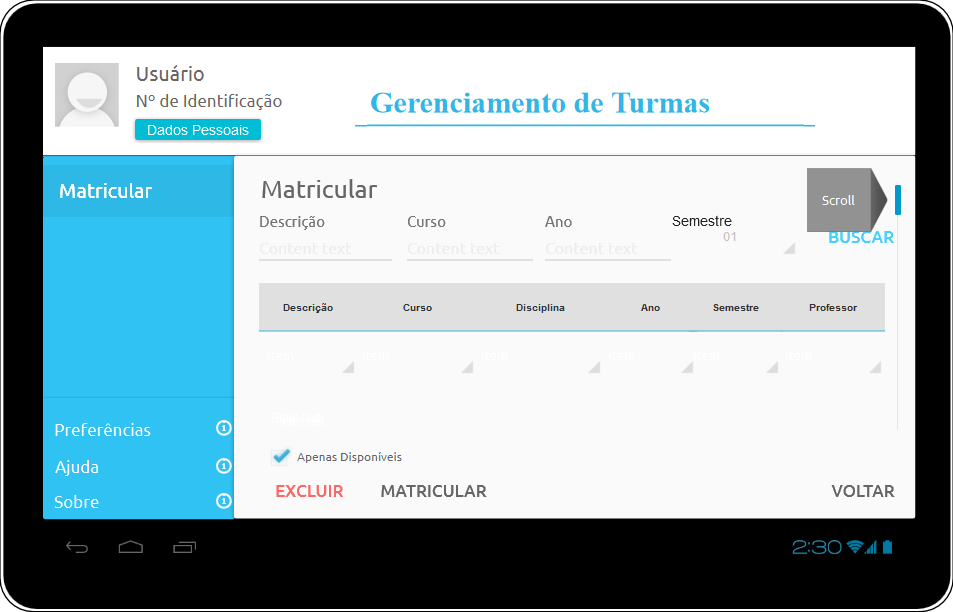 Usuário
Nº de Identificação
Dados Pessoais
Gerenciamento de Turmas
Matricular
Matricular
Scroll
Descrição Curso Ano Semestre
Content text Content text Content text 01
BUSCAR
Descrição Curso Disciplina Ano Semestre Professor
Item Item Item Item Item Item
Preferências
Ajuda
Sobre
Apenas Disponíveis
EXCLUIR MATRICULAR VOLTAR
2:30